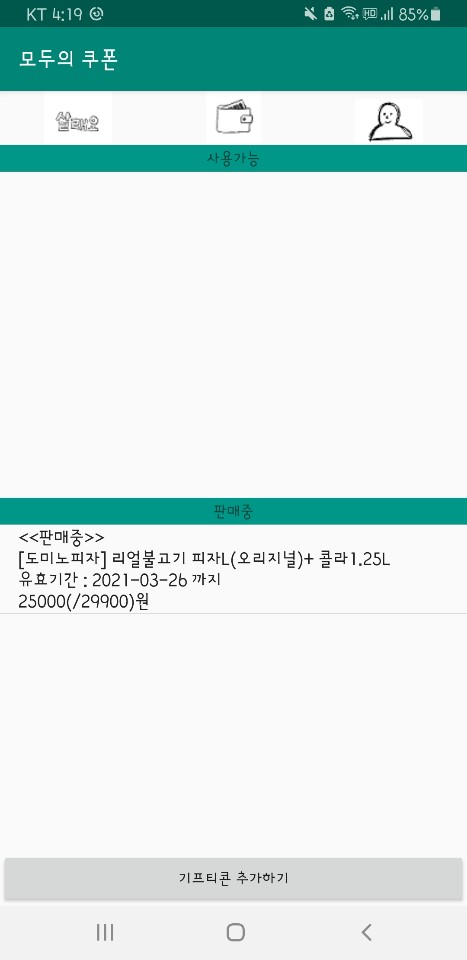 KT 4:19 HD 85%
모두의 쿠폰
쓸래오
사용가능
판매중
<<판매중>>
[도미노피자] 리얼불고기 피자L(오리지널)+ 콜라1.25L
유효기간 : 2021-03-26 까지
25000(/29900)원
기프티콘 추가하기